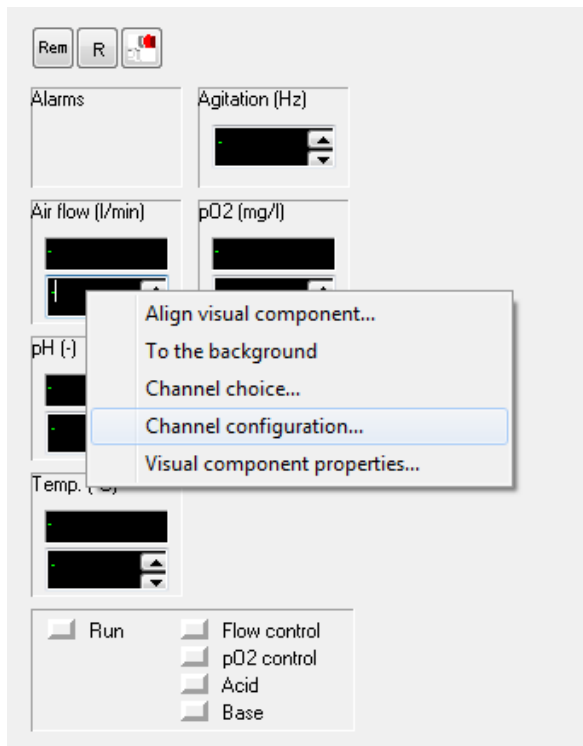 Rem R
Alarms Agitation (Hz)
Air flow (l/min) pO2 (mg/l)
Align visual component...
To the background
pH (-)
Channel choice...
Channel configuration...
Visual component properties...
Temp.
Run Flow control
pO2 control
Acid
Base